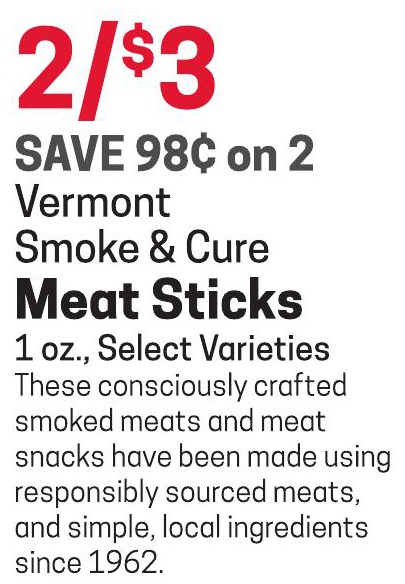 2/$3
SAVE 98¢ on 2
Vermont
Smoke & Cure
Meat Sticks
1 oz., Select Varieties
These consciously crafted
smoked meats and meat
snacks have been made using
responsibly sourced meats,
and simple, local ingredients
since 1962.